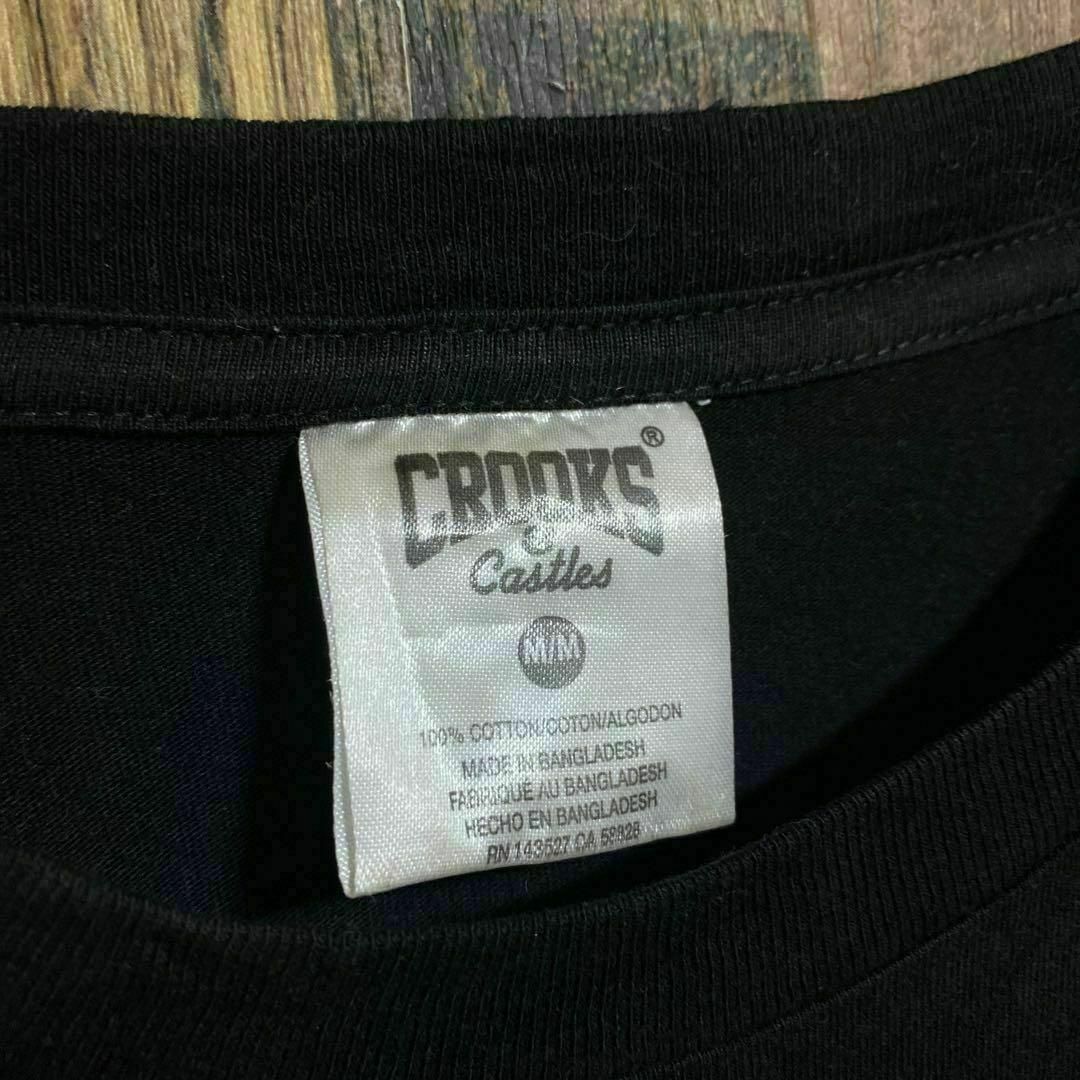 CROOKS®
&
Castles
M/M
100% COTTON/COTON/ALGODON
MADE IN BANGLADESH
FABRIQUÉ AU BANGLADESH
HECHO EN BANGLADESH
RN 143527 CA 58828